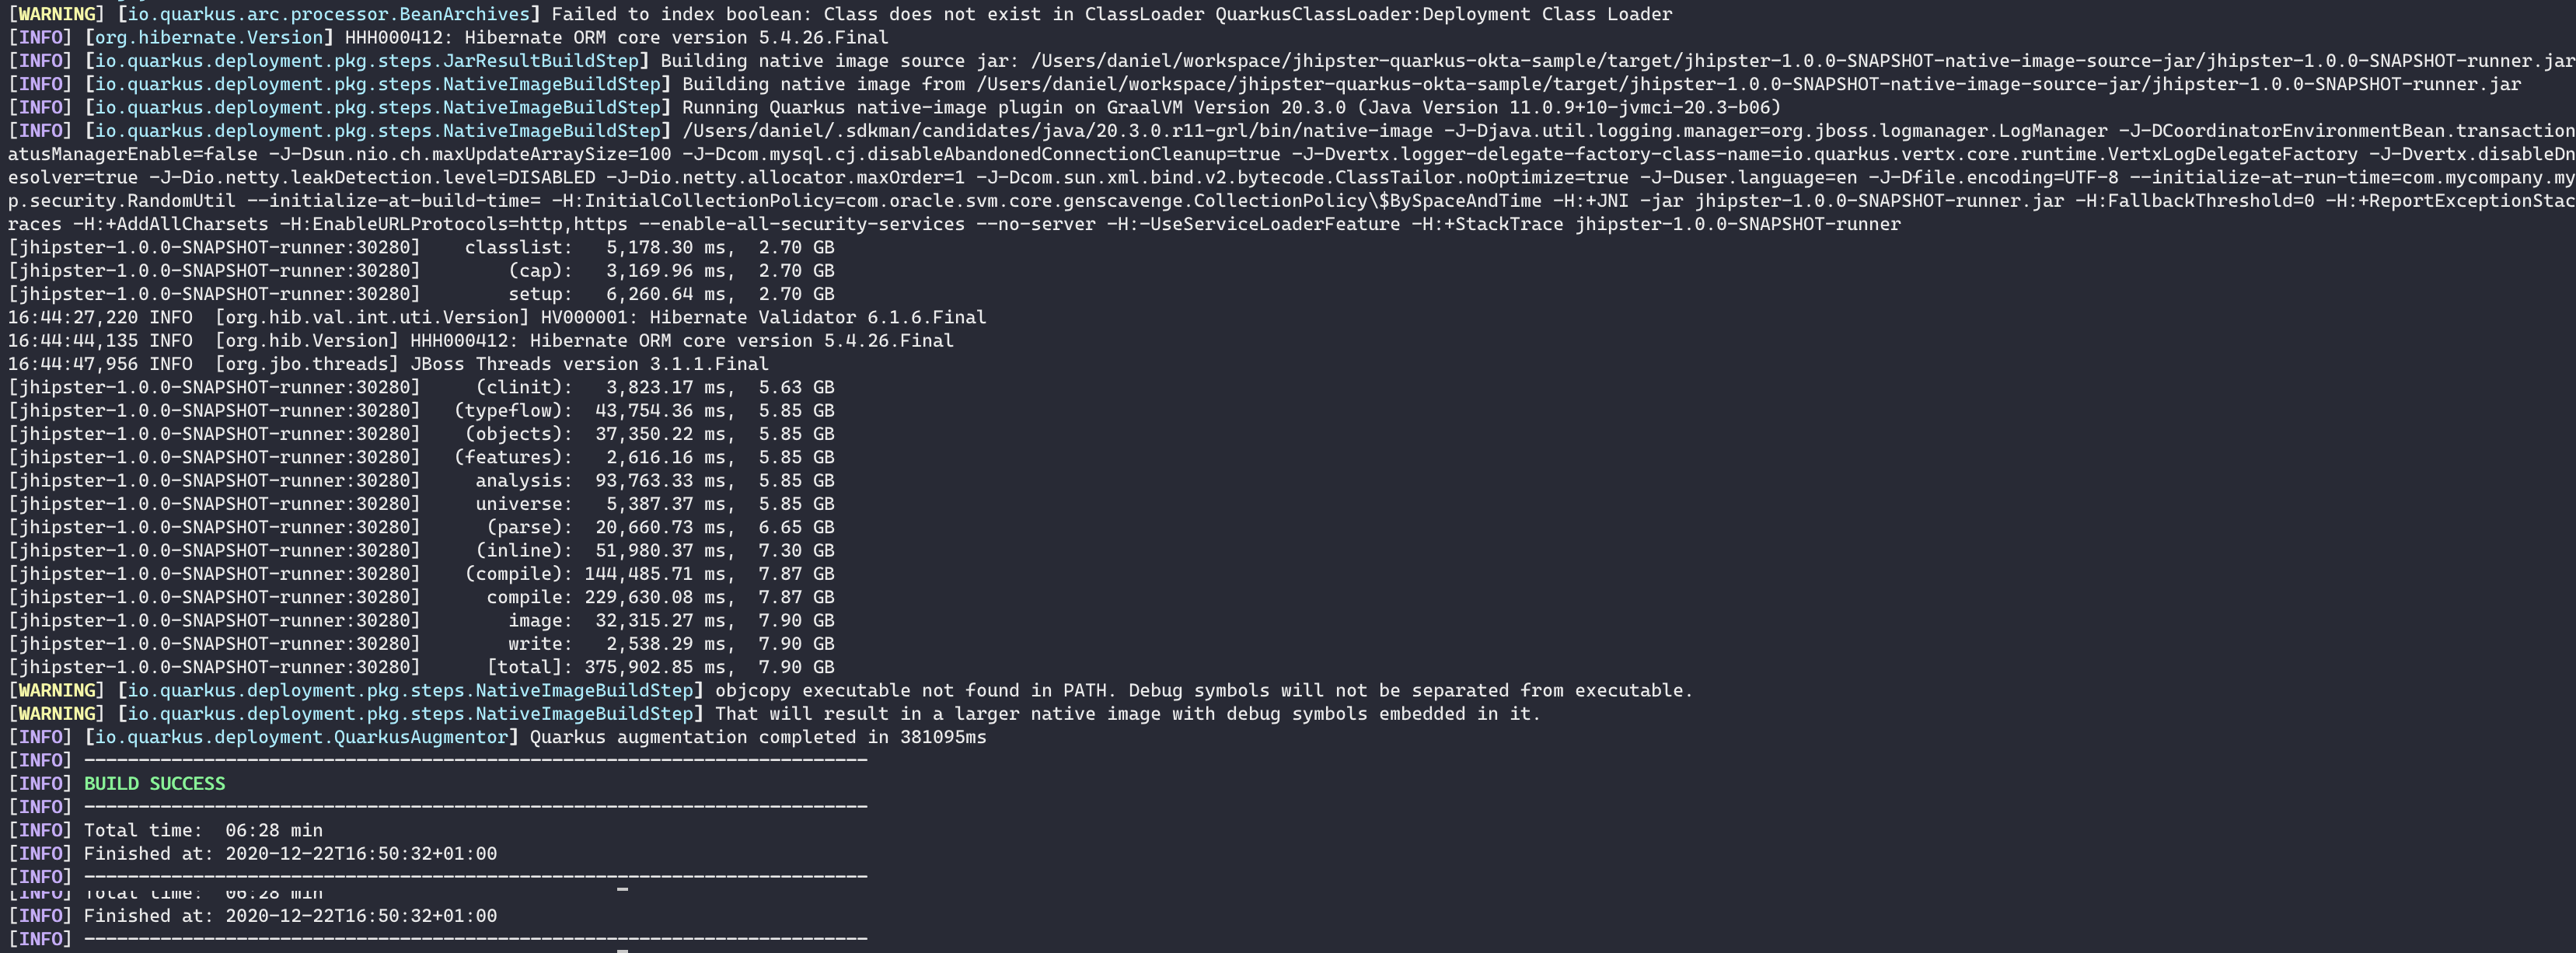 [WARNING] [io.quarkus.arc.processor.BeanArchives] Failed to index boolean: Class does not exist in ClassLoader QuarkusClassLoader:Deployment Class Loader
[INFO] [org.hibernate.Version] HHH000412: Hibernate ORM core version 5.4.26.Final
[INFO] [io.quarkus.deployment.pkg.steps.JarResultBuildStep] Building native image source jar: /Users/daniel/workspace/jhipster-quarkus-okta-sample/target/jhipster-1.0.0-SNAPSHOT-native-image-source-jar/jhipster-1.0.0-SNAPSHOT-runner.jar
[INFO] [io.quarkus.deployment.pkg.steps.NativeImageBuildStep] Building native image from /Users/daniel/workspace/jhipster-quarkus-okta-sample/target/jhipster-1.0.0-SNAPSHOT-native-image-source-jar/jhipster-1.0.0-SNAPSHOT-runner.jar
[INFO] [io.quarkus.deployment.pkg.steps.NativeImageBuildStep] Running Quarkus native-image plugin on GraalVM Version 20.3.0 (Java Version 11.0.9+10-jvmci-20.3-b06)
[INFO] [io.quarkus.deployment.pkg.steps.NativeImageBuildStep] /Users/daniel/.sdkman/candidates/java/20.3.0.r11-grl/bin/native-image -J-Djava.util.logging.manager=org.jboss.logmanager.LogManager -J-DCoordinatorEnvironmentBean.transaction
atusManagerEnable=false -J-Dsun.nio.ch.maxUpdateArraySize=100 -J-Dcom.mysql.cj.disableAbandonedConnectionCleanup=true -J-Dvertx.logger-delegate-factory-class-name=io.quarkus.vertx.core.runtime.VertxLogDelegateFactory -J-Dvertx.disableDn
esolver=true -J-Dio.netty.leakDetection.level=DISABLED -J-Dio.netty.allocator.maxOrder=1 -J-Dcom.sun.xml.bind.v2.bytecode.ClassTailor.noOptimize=true -J-Duser.language=en -J-Dfile.encoding=UTF-8 --initialize-at-run-time=com.mycompany.my
p.security.RandomUtil --initialize-at-build-time= -H:InitialCollectionPolicy=com.oracle.svm.core.genscavenge.CollectionPolicy\$BySpaceAndTime -H:+JNI -jar jhipster-1.0.0-SNAPSHOT-runner.jar -H:FallbackThreshold=0 -H:+ReportExceptionStac
races -H:+AddAllCharsets -H:EnableURLProtocols=http,https --enable-all-security-services --no-server -H:-UseServiceLoaderFeature -H:+StackTrace jhipster-1.0.0-SNAPSHOT-runner
[jhipster-1.0.0-SNAPSHOT-runner:30280]    classlist:   5,178.30 ms,  2.70 GB
[jhipster-1.0.0-SNAPSHOT-runner:30280]        (cap):   3,169.96 ms,  2.70 GB
[jhipster-1.0.0-SNAPSHOT-runner:30280]        setup:   6,260.64 ms,  2.70 GB
16:44:27,220 INFO  [org.hib.val.int.uti.Version] HV000001: Hibernate Validator 6.1.6.Final
16:44:44,135 INFO  [org.hib.Version] HHH000412: Hibernate ORM core version 5.4.26.Final
16:44:47,956 INFO  [org.jbo.threads] JBoss Threads version 3.1.1.Final
[jhipster-1.0.0-SNAPSHOT-runner:30280]     (clinit):   3,823.17 ms,  5.63 GB
[jhipster-1.0.0-SNAPSHOT-runner:30280]   (typeflow):  43,754.36 ms,  5.85 GB
[jhipster-1.0.0-SNAPSHOT-runner:30280]    (objects):  37,350.22 ms,  5.85 GB
[jhipster-1.0.0-SNAPSHOT-runner:30280]   (features):   2,616.16 ms,  5.85 GB
[jhipster-1.0.0-SNAPSHOT-runner:30280]     analysis:  93,763.33 ms,  5.85 GB
[jhipster-1.0.0-SNAPSHOT-runner:30280]     universe:   5,387.37 ms,  5.85 GB
[jhipster-1.0.0-SNAPSHOT-runner:30280]      (parse):  20,660.73 ms,  6.65 GB
[jhipster-1.0.0-SNAPSHOT-runner:30280]     (inline):  51,980.37 ms,  7.30 GB
[jhipster-1.0.0-SNAPSHOT-runner:30280]    (compile): 144,485.71 ms,  7.87 GB
[jhipster-1.0.0-SNAPSHOT-runner:30280]      compile: 229,630.08 ms,  7.87 GB
[jhipster-1.0.0-SNAPSHOT-runner:30280]        image:  32,315.27 ms,  7.90 GB
[jhipster-1.0.0-SNAPSHOT-runner:30280]        write:   2,538.29 ms,  7.90 GB
[jhipster-1.0.0-SNAPSHOT-runner:30280]      [total]: 375,902.85 ms,  7.90 GB
[WARNING] [io.quarkus.deployment.pkg.steps.NativeImageBuildStep] objcopy executable not found in PATH. Debug symbols will not be separated from executable.
[WARNING] [io.quarkus.deployment.pkg.steps.NativeImageBuildStep] That will result in a larger native image with debug symbols embedded in it.
[INFO] [io.quarkus.deployment.QuarkusAugmentor] Quarkus augmentation completed in 381095ms
[INFO] ------------------------------------------------------------------------
[INFO] BUILD SUCCESS
[INFO] ------------------------------------------------------------------------
[INFO] Total time:  06:28 min
[INFO] Finished at: 2020-12-22T16:50:32+01:00
[INFO] ------------------------------------------------------------------------
[INFO] Total time:  06:28 min
[INFO] Finished at: 2020-12-22T16:50:32+01:00
[INFO] ------------------------------------------------------------------------